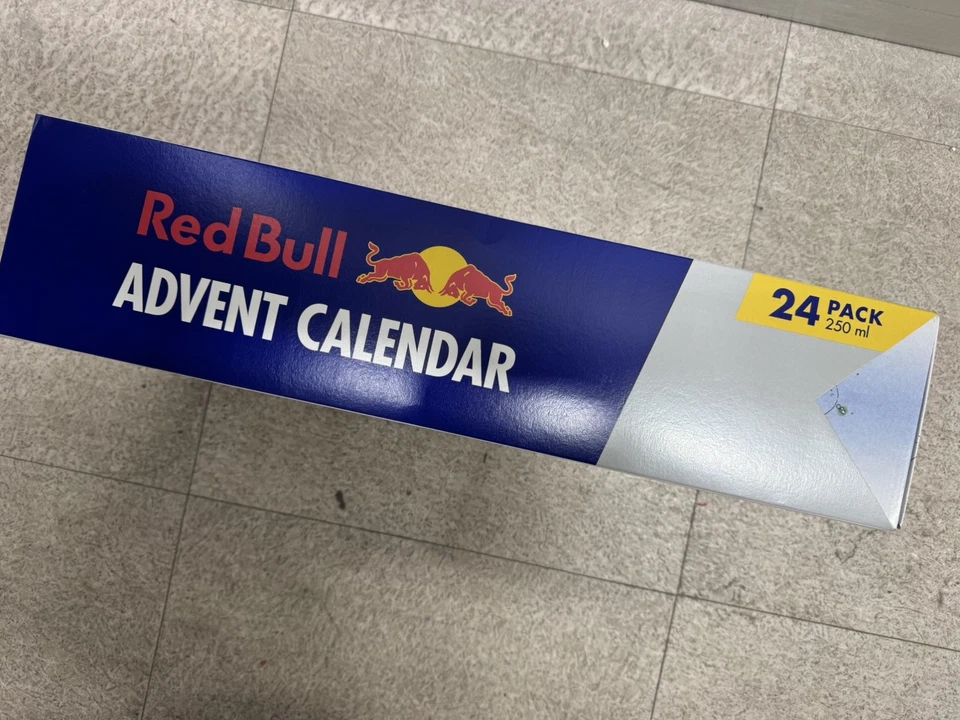 Red Bull
ADVENT CALENDAR
24 PACK
250 ml